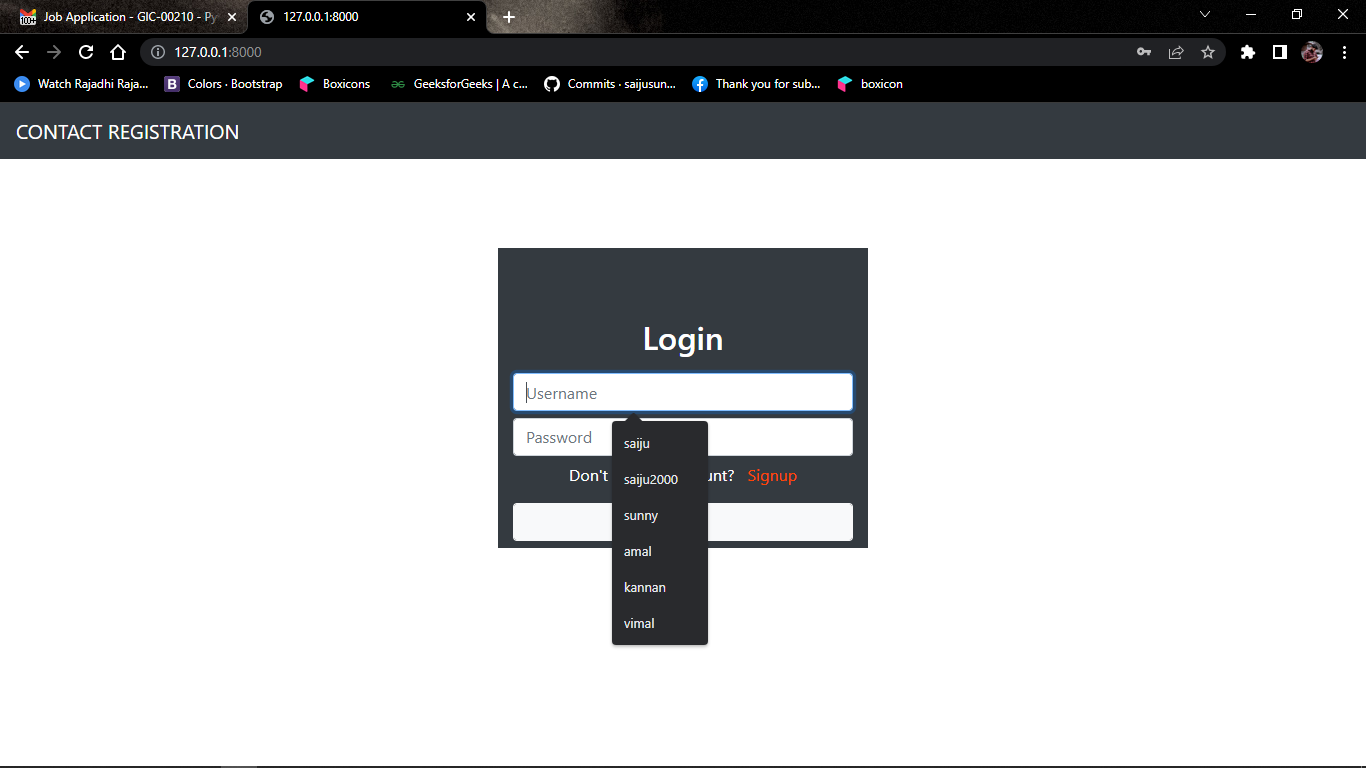 Job Application - GIC-00210 - Py
127.0.0.1:8000
127.0.0.1:8000
Watch Rajadhi Raja...
B Colors · Bootstrap
Boxicons
GeeksforGeeks | A c...
Commits · saijusun...
Thank you for sub...
boxicon
CONTACT REGISTRATION
Login
Username
Password
Don't unt? Signup
saiju
saiju2000
sunny
amal
kannan
vimal